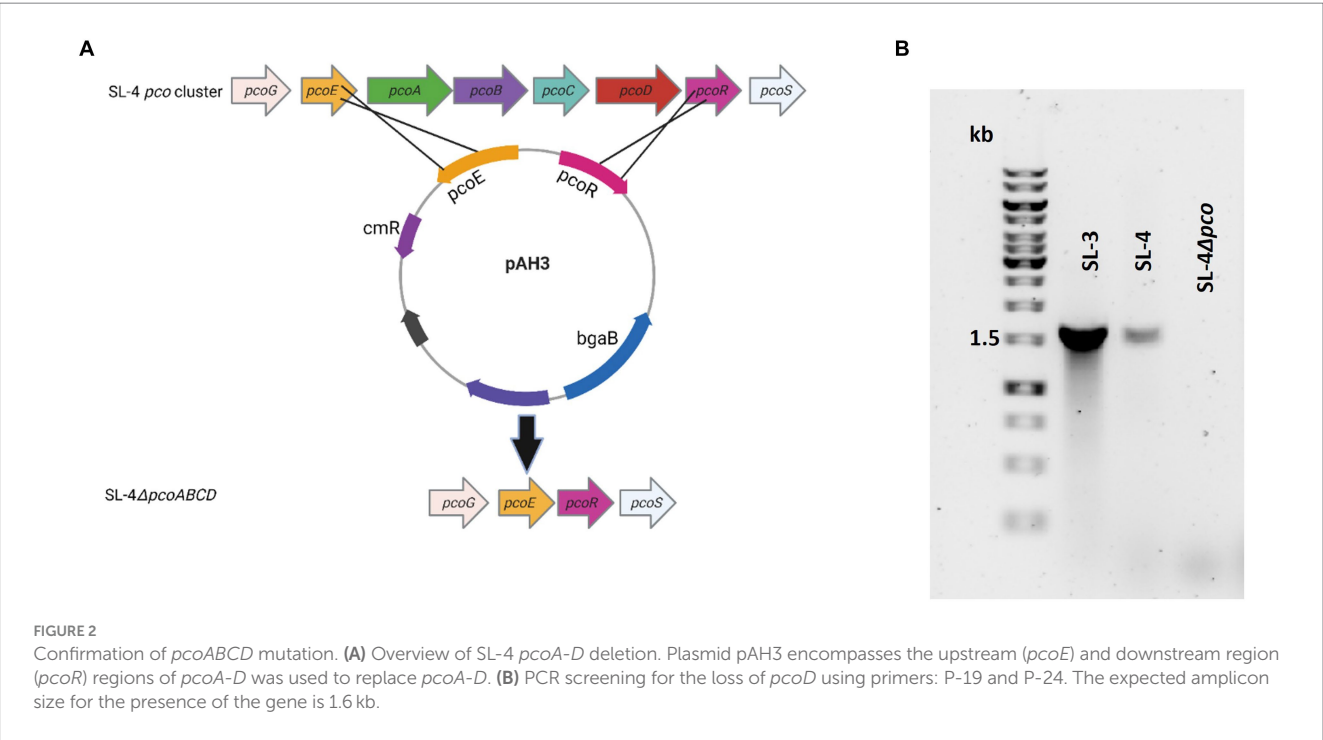 A
SL-4 pco cluster
pcoG pcoE pcoA pcoB pcoC pcoD pcoR pcoS
pcoE pcoR
cmR
pAH3
bgaB
SL-4ΔpcoABCD
pcoG pcoE pcoR pcoS
B
kb
SL-3 SL-4 SL-4Δpco
1.5
FIGURE 2
Confirmation of pcoABCD mutation. (A) Overview of SL-4 pcoA-D deletion. Plasmid pAH3 encompasses the upstream (pcoE) and downstream region
(pcoR) regions of pcoA-D was used to replace pcoA-D. (B) PCR screening for the loss of pcoD using primers: P-19 and P-24. The expected amplicon
size for the presence of the gene is 1.6 kb.